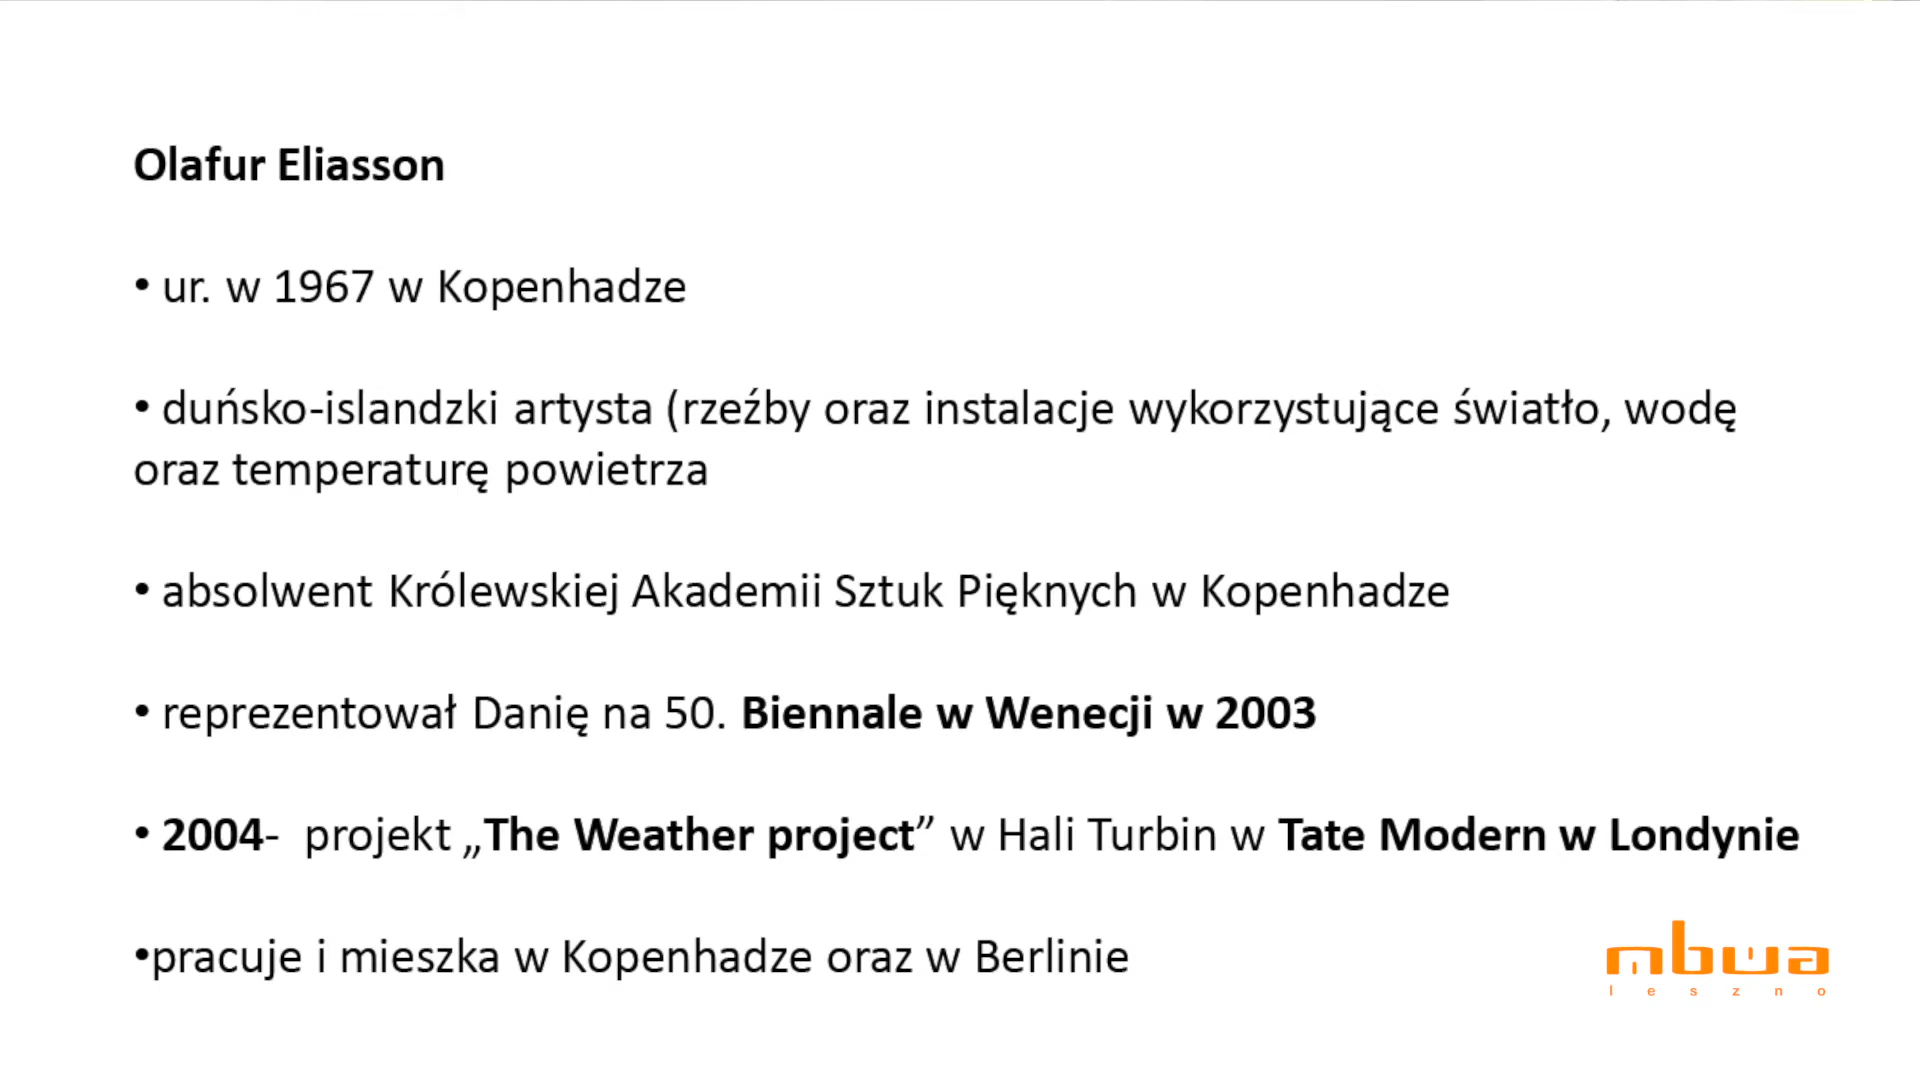 Olafur Eliasson
• ur. w 1967 w Kopenhadze
• duńsko-islandzki artysta (rzeźby oraz instalacje wykorzystujące światło, wodę
oraz temperaturę powietrza
• absolwent Królewskiej Akademii Sztuk Pięknych w Kopenhadze
• reprezentował Danię na 50. Biennale w Wenecji w 2003
• 2004-  projekt „The Weather project” w Hali Turbin w Tate Modern w Londynie
•pracuje i mieszka w Kopenhadze oraz w Berlinie
mbwa
leszno